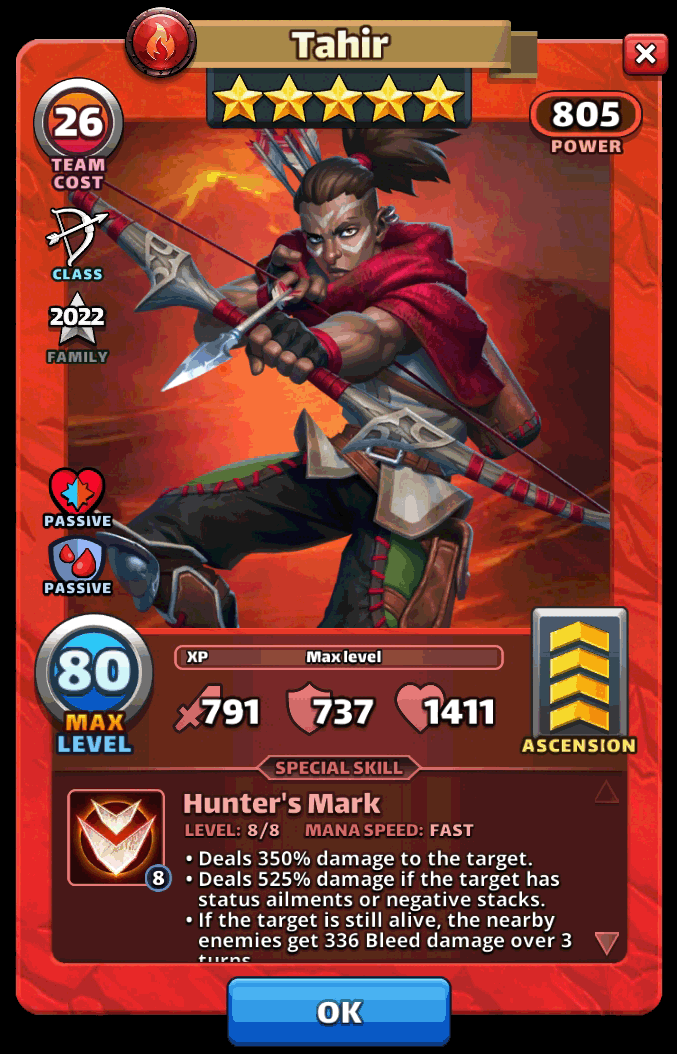 Tahir
26
TEAM
COST
805
POWER
CLASS
2022
FAMILY
PASSIVE
PASSIVE
80
MAX
LEVEL
XP Max level
791 737 1411
ASCENSION
SPECIAL SKILL
Hunter's Mark
LEVEL: 8/8 MANA SPEED: FAST
8
• Deals 350% damage to the target.
• Deals 525% damage if the target has
status ailments or negative stacks.
• If the target is still alive, the nearby
enemies get 336 Bleed damage over 3
turns
OK